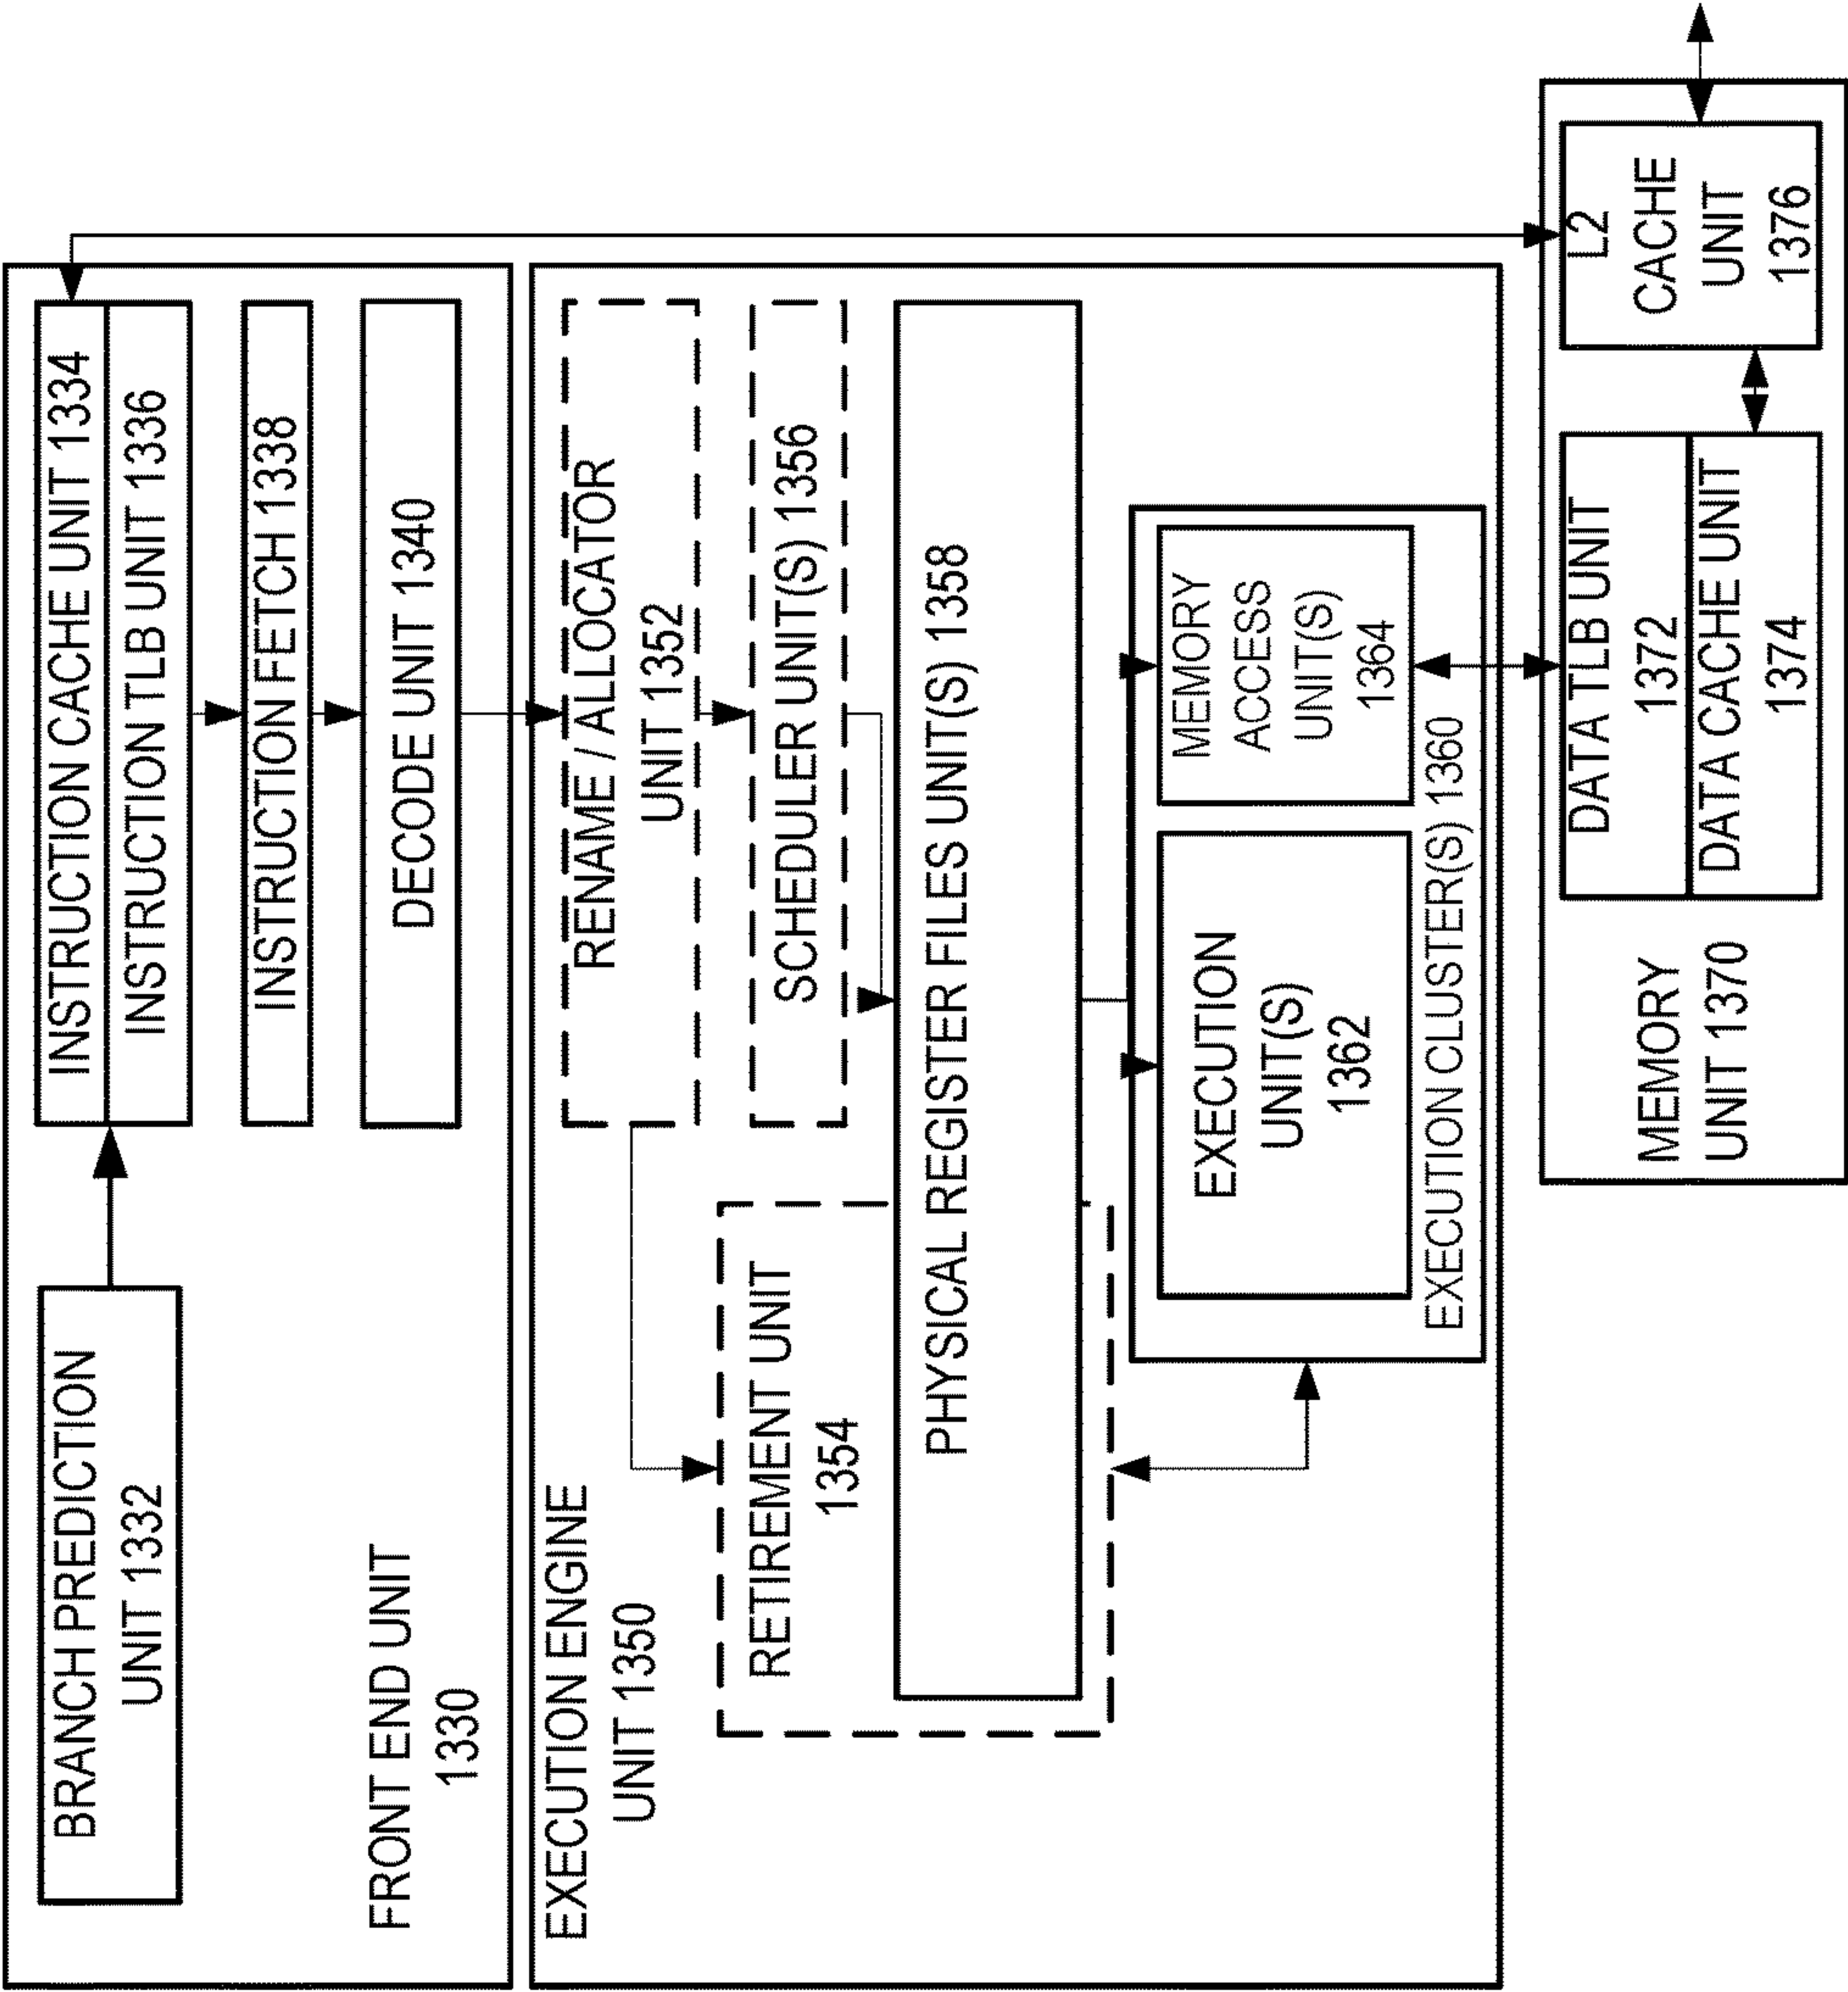 BRANCH PREDICTION
UNIT 1332
INSTRUCTION CACHE UNIT 1334
INSTRUCTION TLB UNIT 1336
INSTRUCTION FETCH 1338
DECODE UNIT 1340
FRONT END UNIT
1330
EXECUTION ENGINE
UNIT 1350
RENAME / ALLOCATOR
UNIT 1352
RETIREMENT UNIT
1354
SCHEDULER UNIT(S) 1356
PHYSICAL REGISTER FILES UNIT(S) 1358
EXECUTION
UNIT(S)
1362
MEMORY
ACCESS
UNIT(S)
1364
EXECUTION CLUSTER(S) 1360
MEMORY
UNIT 1370
DATA TLB UNIT
1372
DATA CACHE UNIT
1374
L2
CACHE
UNIT
1376